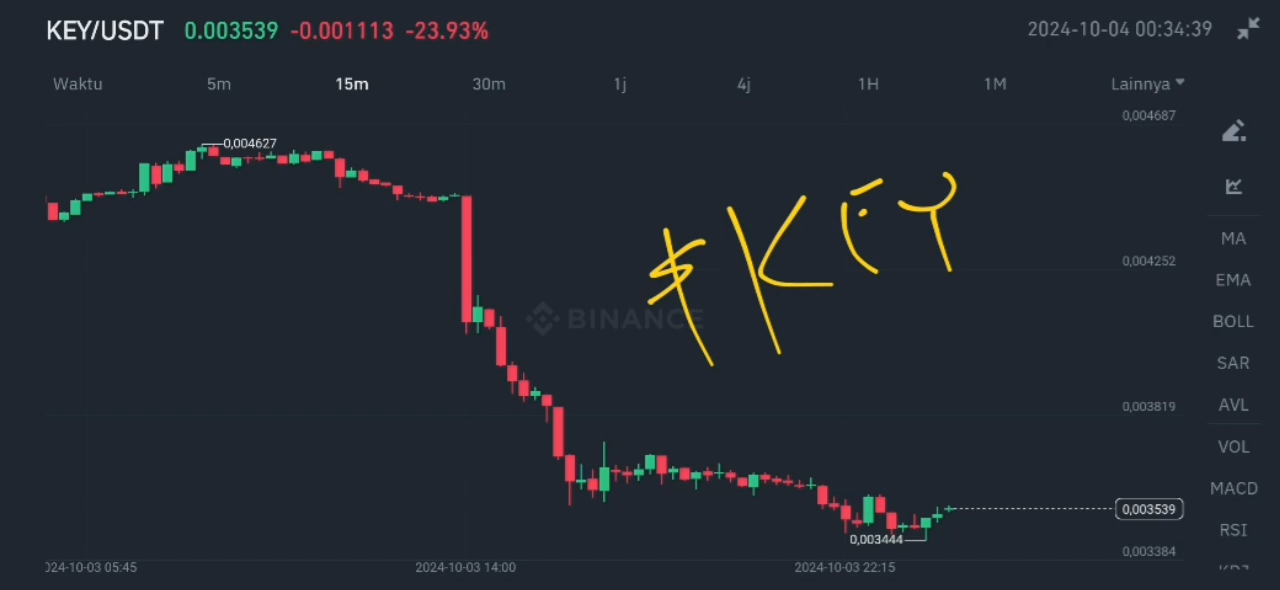 KEY/USDT 0.003539 -0.001113 -23.93% 2024-10-04 00:34:39
Waktu 5m 15m 30m 1j 4j 1H 1M Lainnya
0,004687
0,004627
$KEY
MA
0,004252
EMA
BINANCE
BOLL
SAR
0,003819
AVL
VOL
MACD
0,003539
RSI
0,003444
0,003384
024-10-03 05:45 2024-10-03 14:00 2024-10-03 22:15